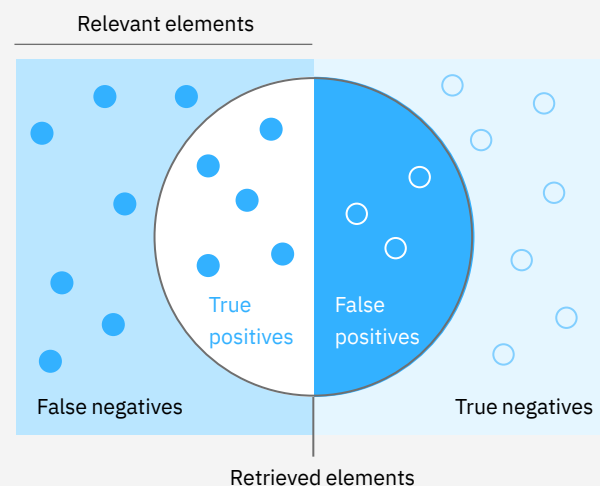 Relevant elements
True
positives
False
positives
False negatives
True negatives
Retrieved elements